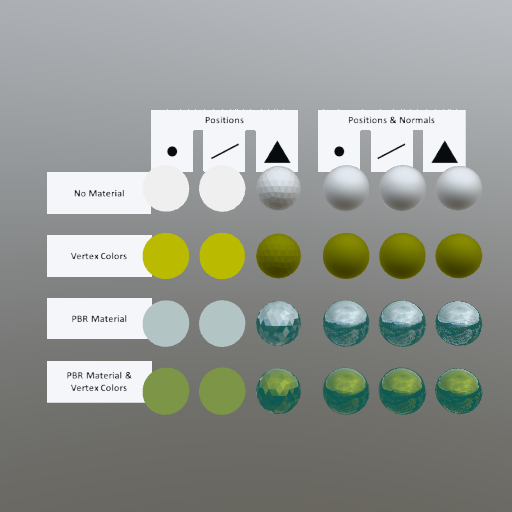 Positions
Positions & Normals
No Material
Vertex Colors
PBR Material
PBR Material &
Vertex Colors